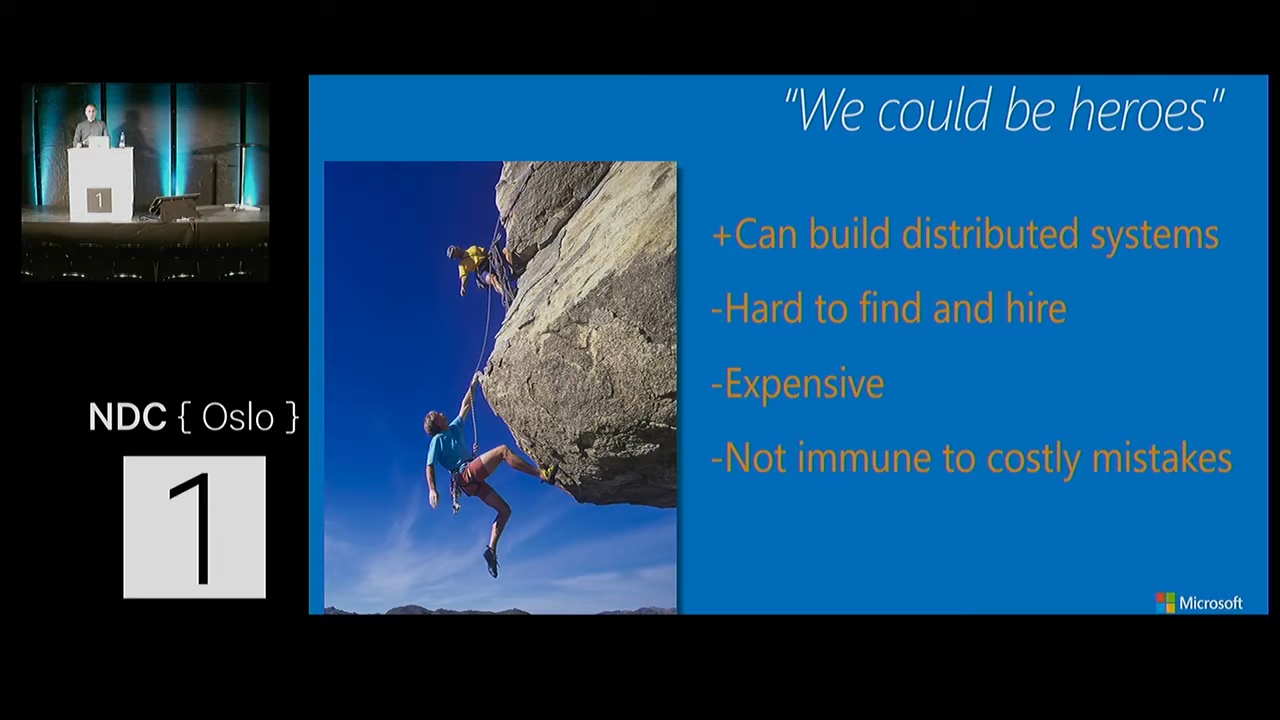 "We could be heroes"
+Can build distributed systems
-Hard to find and hire
-Expensive
-Not immune to costly mistakes
Microsoft
1
NDC { Oslo }
1